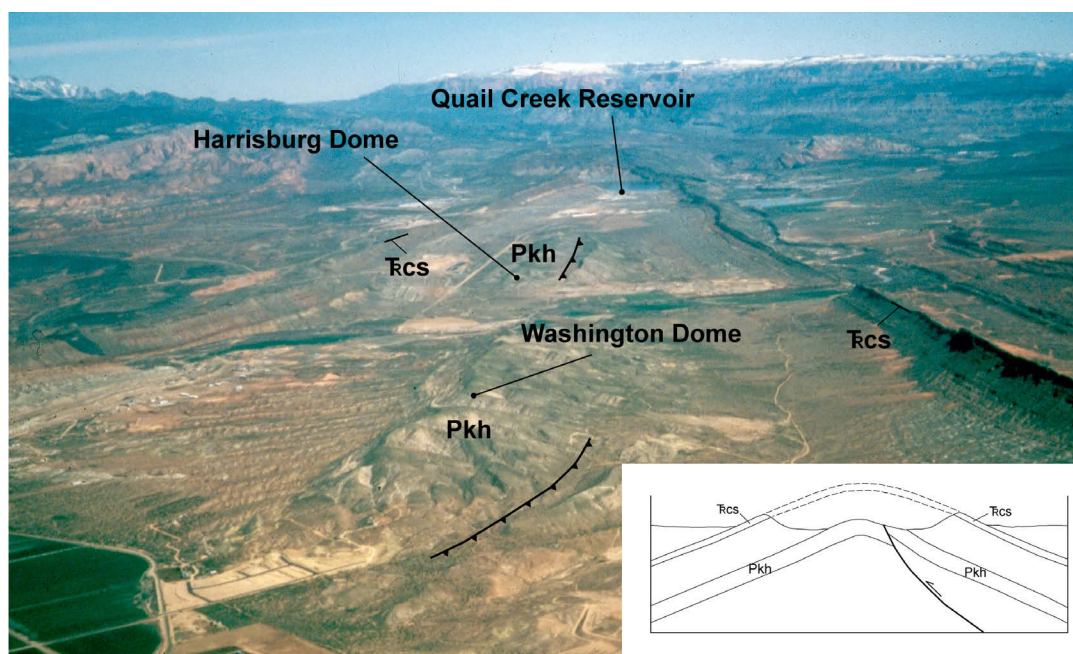 Quail Creek Reservoir
Harrisburg Dome
Pkh
TRcs
Washington Dome
TRcs
Pkh
TRcs
TRcs
Pkh
Pkh